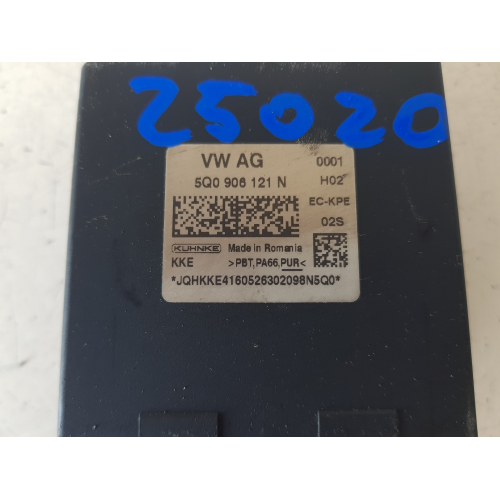 25020
VW AG 0001
5Q0 906 121 N H02
EC-KPE
02S
KUHNKE Made in Romania
KKE >PBT,PA66,PUR<
*JQHKKE4160526302098N5Q0*